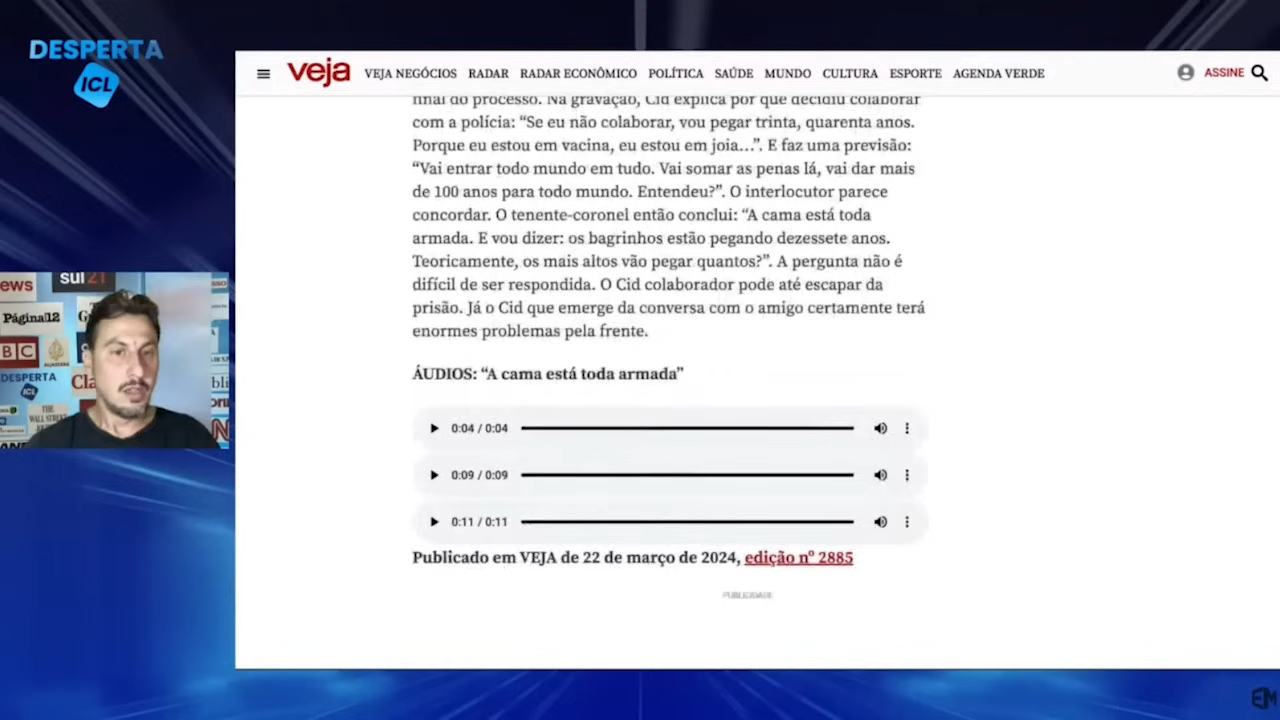 DESPERTA
ICL
veja
VEJA NEGÓCIOS RADAR RADAR ECONÔMICO POLÍTICA SAÚDE MUNDO CULTURA ESPORTE AGENDA VERDE
ASSINE
final do processo. Na gravação, Cid explica por que decidiu colaborar
com a polícia: “Se eu não colaborar, vou pegar trinta, quarenta anos.
Porque eu estou em vacina, eu estou em joia…”. E faz uma previsão:
“Vai entrar todo mundo em tudo. Vai somar as penas lá, vai dar mais
de 100 anos para todo mundo. Entendeu?”. O interlocutor parece
concordar. O tenente-coronel então conclui: “A cama está toda
armada. E vou dizer: os bagrinhos estão pegando dezessete anos.
Teoricamente, os mais altos vão pegar quantos?”. A pergunta não é
difícil de ser respondida. O Cid colaborador pode até escapar da
prisão. Já o Cid que emerge da conversa com o amigo certamente terá
enormes problemas pela frente.
ÁUDIOS: “A cama está toda armada”
0:04 / 0:04
0:09 / 0:09
0:11 / 0:11
Publicado em VEJA de 22 de março de 2024, edição nº 2885
PUBLICIDADE
ews
sul21
Página12
BC
ALJAZEERA
DESPERTA
ICL
Cla
THE
WALL STREET
EM